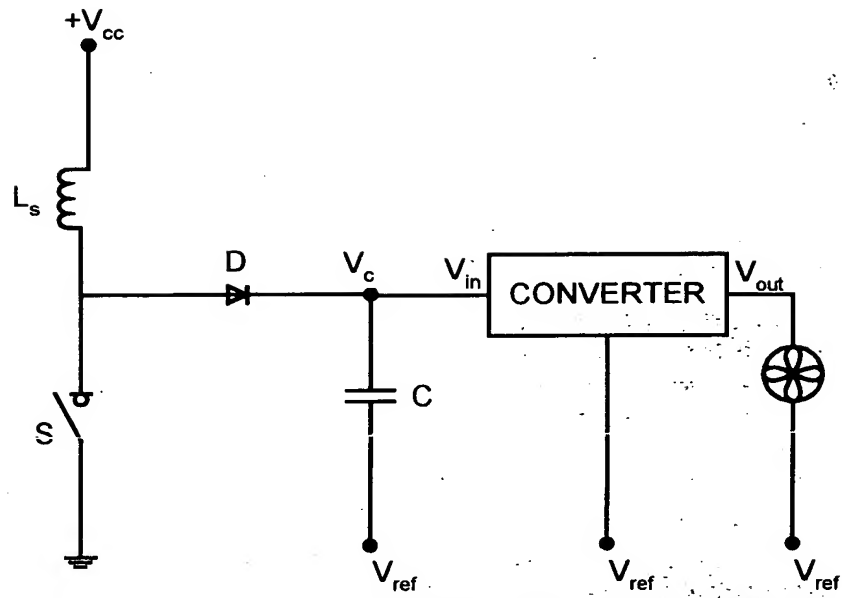 +Vcc
Ls
D
Vc
Vin
CONVERTER
Vout
S
C
Vref
Vref
Vref